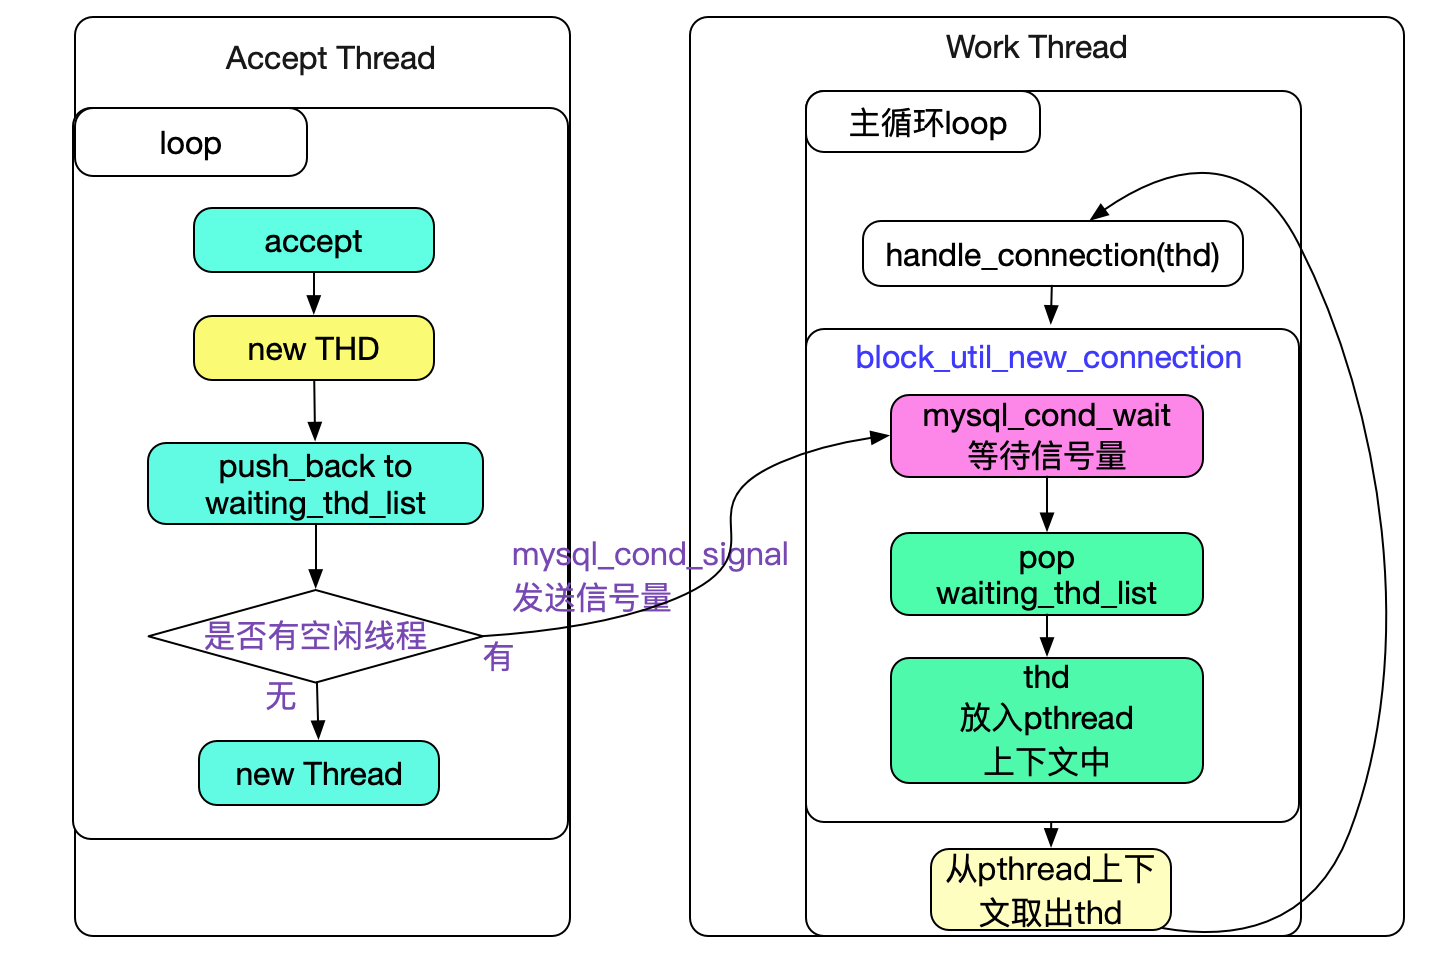 Accept Thread
loop
accept
new THD
push_back to
waiting_thd_list
是否有空闲线程
无
有
new Thread
mysql_cond_signal
发送信号量
Work Thread
主循环loop
handle_connection(thd)
block_util_new_connection
mysql_cond_wait
等待信号量
pop
waiting_thd_list
thd
放入pthread
上下文中
从pthread上下
文取出thd